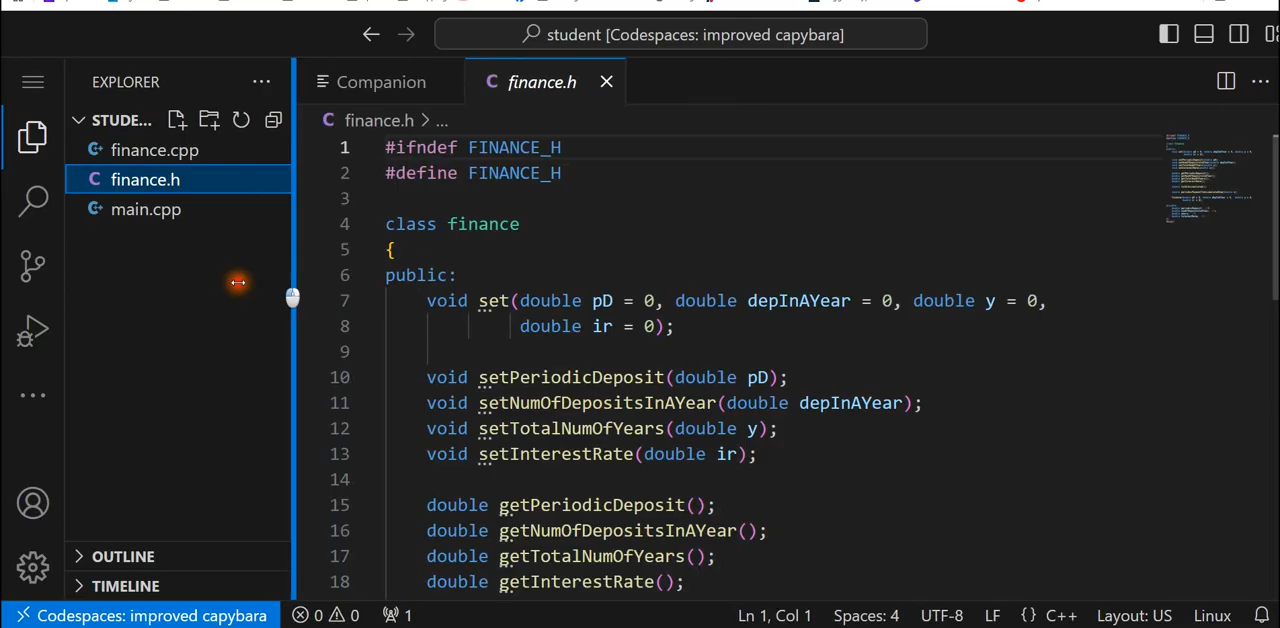 student [Codespaces: improved capybara]
EXPLORER
STUDE...
finance.cpp
finance.h
main.cpp
OUTLINE
TIMELINE
Companion
finance.h
finance.h > ...
1 #ifndef FINANCE_H
2 #define FINANCE_H
3
4 class finance
5 {
6 public:
7 void set(double pD = 0, double depInAYear = 0, double y = 0,
8 double ir = 0);
9
10 void setPeriodicDeposit(double pD);
11 void setNumOfDepositsInAYear(double depInAYear);
12 void setTotalNumOfYears(double y);
13 void setInterestRate(double ir);
14
15 double getPeriodicDeposit();
16 double getNumOfDepositsInAYear();
17 double getTotalNumOfYears();
18 double getInterestRate();
Codespaces: improved capybara 0 0 1 Ln 1, Col 1 Spaces: 4 UTF-8 LF {} C++ Layout: US Linux